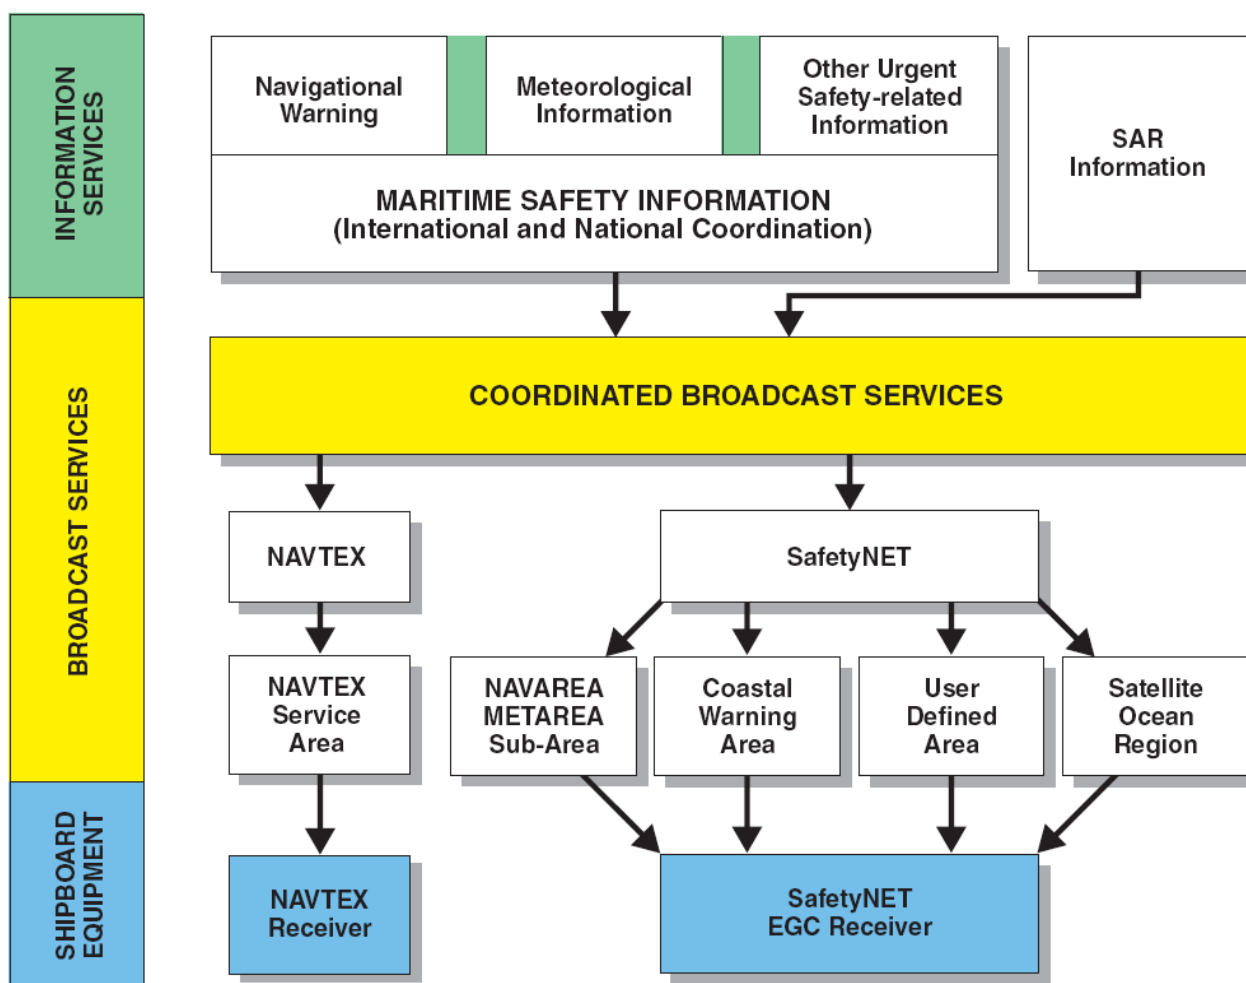 INFORMATION
SERVICES
Navigational
Warning
Meteorological
Information
Other Urgent
Safety-related
Information
SAR
Information
MARITIME SAFETY INFORMATION
(International and National Coordination)
BROADCAST SERVICES
COORDINATED BROADCAST SERVICES
NAVTEX
SafetyNET
NAVTEX
Service
Area
NAVAREA
METAREA
Sub-Area
Coastal
Warning
Area
User
Defined
Area
Satellite
Ocean
Region
SHIPBOARD
EQUIPMENT
NAVTEX
Receiver
SafetyNET
EGC Receiver